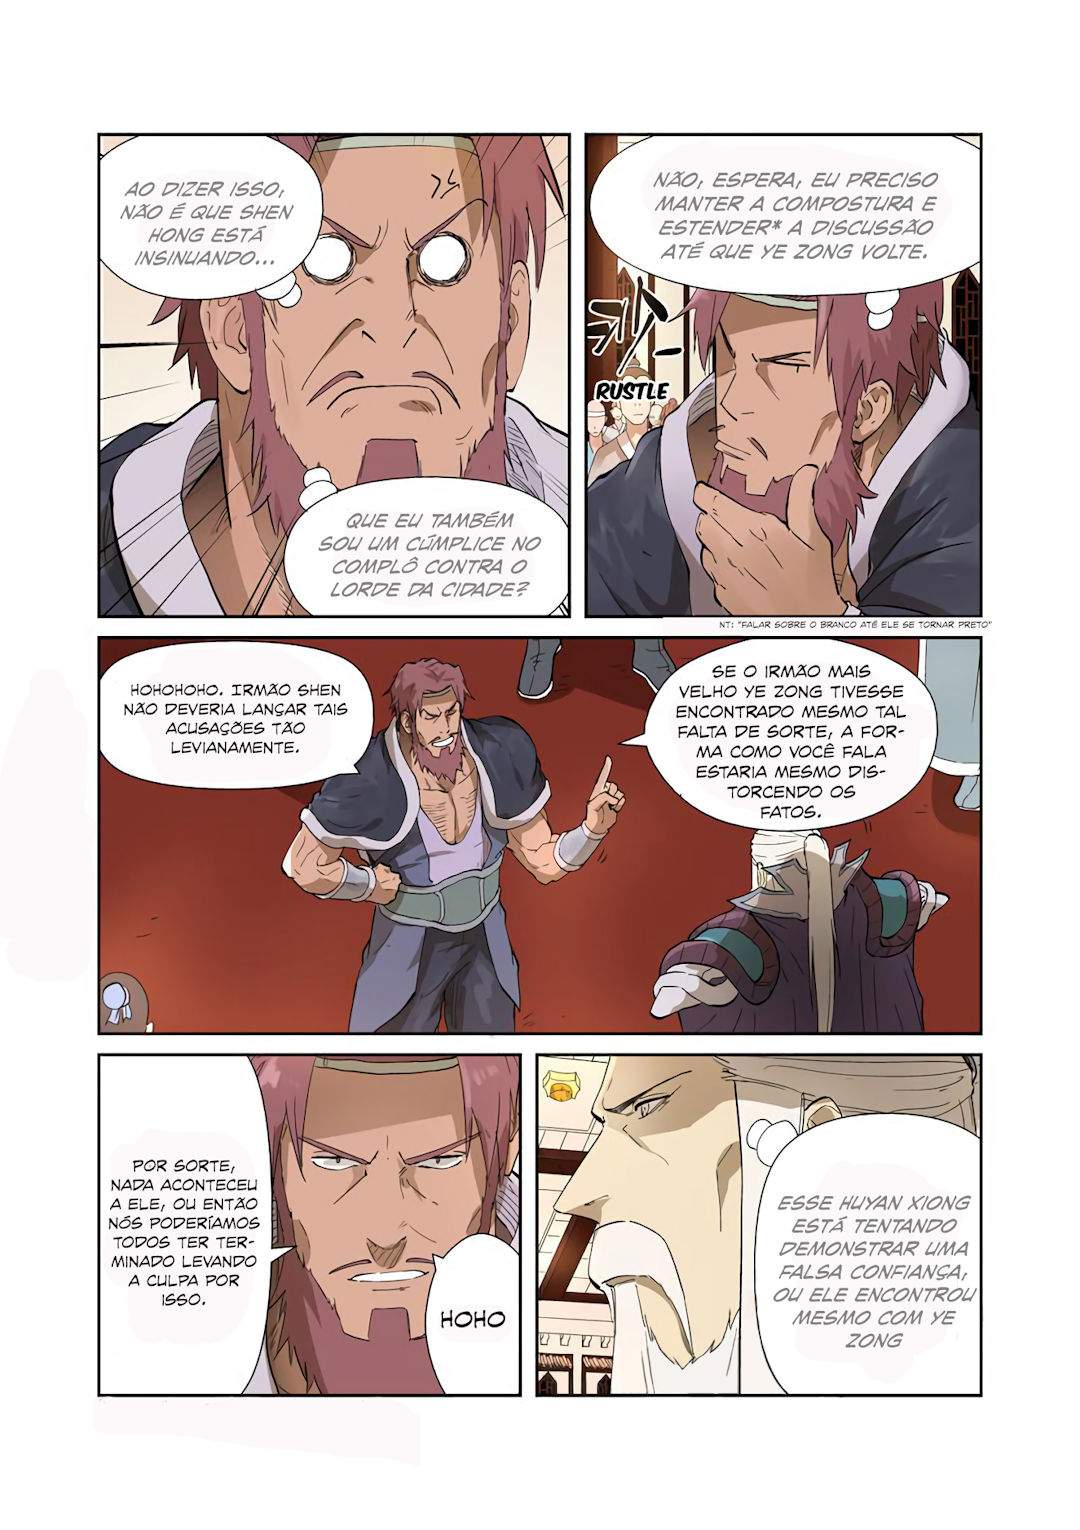 AO DIZER ISSO,
NÃO É QUE SHEN
HONG ESTÁ
INSINUANDO...
QUE EU TAMBÉM
SOU UM CÚMPLICE NO
COMPLÔ CONTRA O
LORDE DA CIDADE?
NÃO, ESPERA, EU PRECISO
MANTER A COMPOSTURA E
ESTENDER* A DISCUSSÃO
ATÉ QUE YE ZONG VOLTE.
RUSTLE
NT: "FALAR SOBRE O BRANCO ATÉ ELE SE TORNAR PRETO"
HOHOHOHO. IRMÃO SHEN
NÃO DEVERIA LANÇAR TAIS
ACUSAÇÕES TÃO
LEVIANAMENTE.
SE O IRMÃO MAIS
VELHO YE ZONG TIVESSE
ENCONTRADO MESMO TAL
FALTA DE SORTE, A FOR-
MA COMO VOCÊ FALA
ESTARIA MESMO DIS-
TORCENDO OS
FATOS.
POR SORTE,
NADA ACONTECEU
A ELE, OU ENTÃO
NÓS PODERÍAMOS
TODOS TER TER-
MINADO LEVANDO
A CULPA POR
ISSO.
HOHO
ESSE HUYAN XIONG
ESTÁ TENTANDO
DEMONSTRAR UMA
FALSA CONFIANÇA,
OU ELE ENCONTROU
MESMO COM YE
ZONG